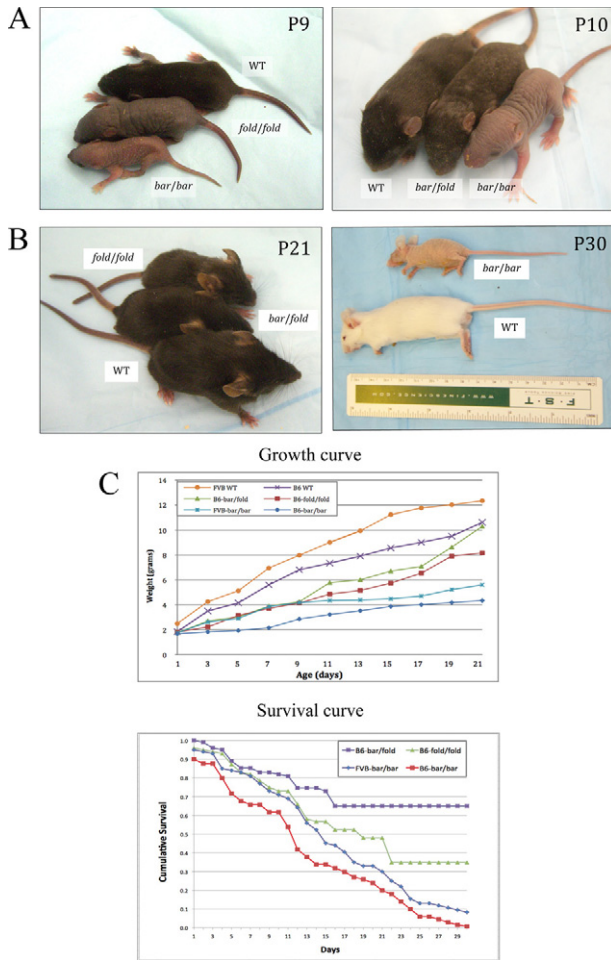 A
P9
WT
fold/fold
bar/bar
P10
WT
bar/fold
bar/bar
B
P21
fold/fold
bar/fold
WT
P30
bar/bar
WT
F·S·T
Growth curve
C
FVB WT
B6 WT
B6-bar/fold
B6-fold/fold
FVB-bar/bar
B6-bar/bar
Weight (grams)
14
12
10
8
6
4
2
0
1 3 5 7 9 11 13 15 17 19 21
Age (days)
Survival curve
B6-bar/fold
B6-fold/fold
FVB-bar/bar
B6-bar/bar
Cumulative Survival
1.0
0.9
0.8
0.7
0.6
0.5
0.4
0.3
0.2
0.1
0.0
1 3 5 7 9 11 13 15 17 19 21 23 25 27 29
Days